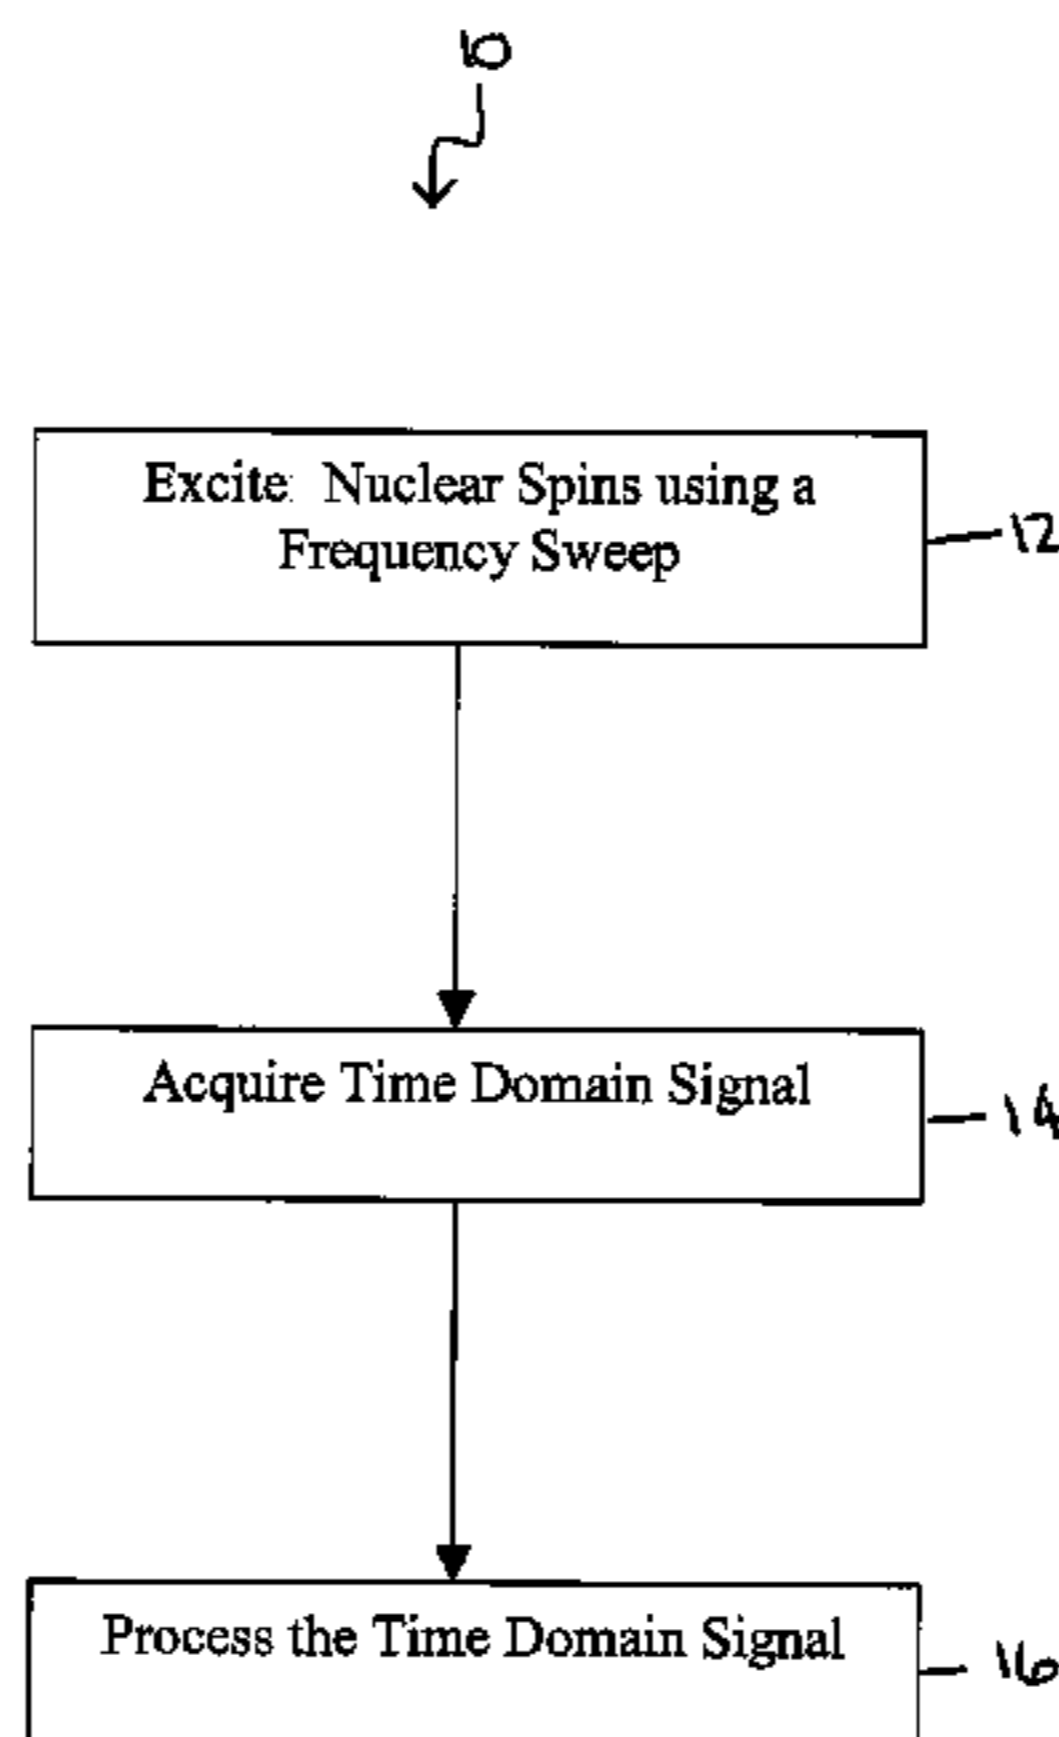 10
Excite Nuclear Spins using a
Frequency Sweep
12
Acquire Time Domain Signal
14
Process the Time Domain Signal
16